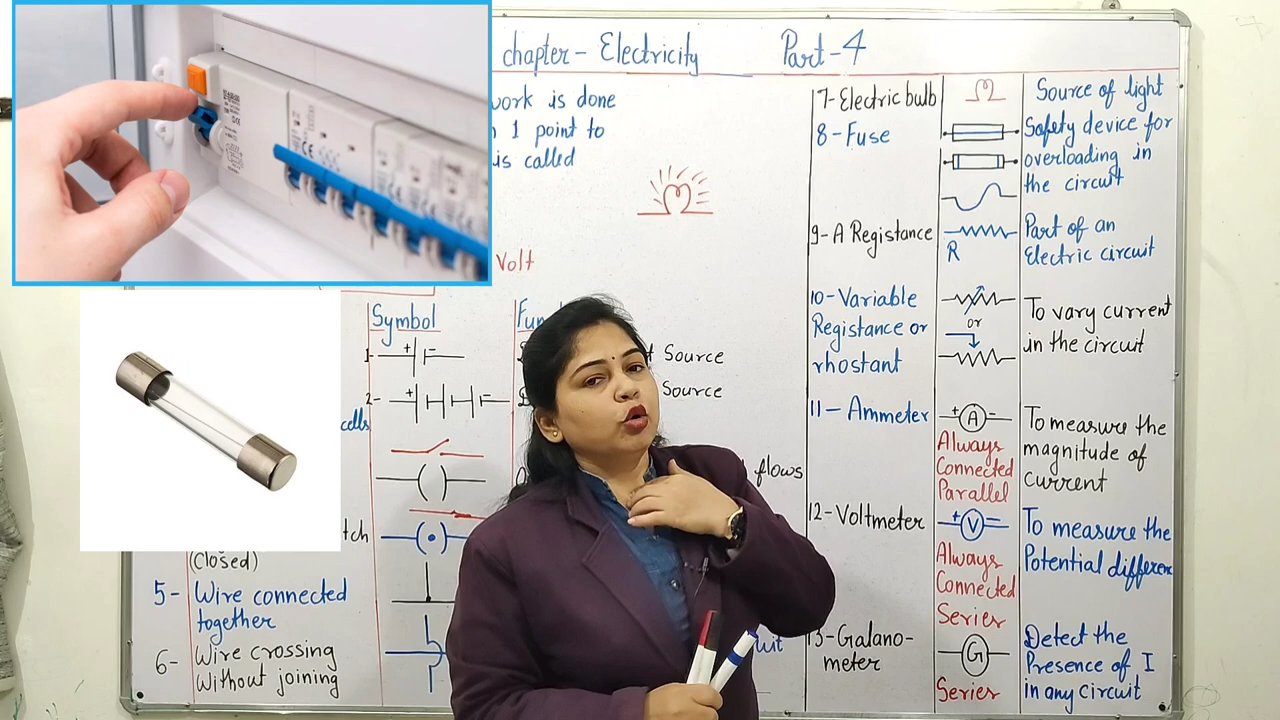 chapter- Electricity Part-4
work is done
1 point to
is called
Volt
Symbol
1-
+ -
Source
2-
+ -
Source
cells
flows
tch
(Closed)
5- Wire connected
together
6- Wire crossing
Without joining
7- Electric bulb
Source of light
8- Fuse
Safety device for
overloading in
the circuit
9- A Registance
R
Part of an
Electric circuit
10- Variable
Registance or
rhostant
or
To vary current
in the circuit
11- Ammeter
+ A -
Always
Connected
Parallel
To measure the
magnitude of
current
12- Voltmeter
+ V -
Always
Connected
Series
To measure the
Potential differen
13- Galano-
meter
G
Series
Detect the
Presence of I
in any circuit